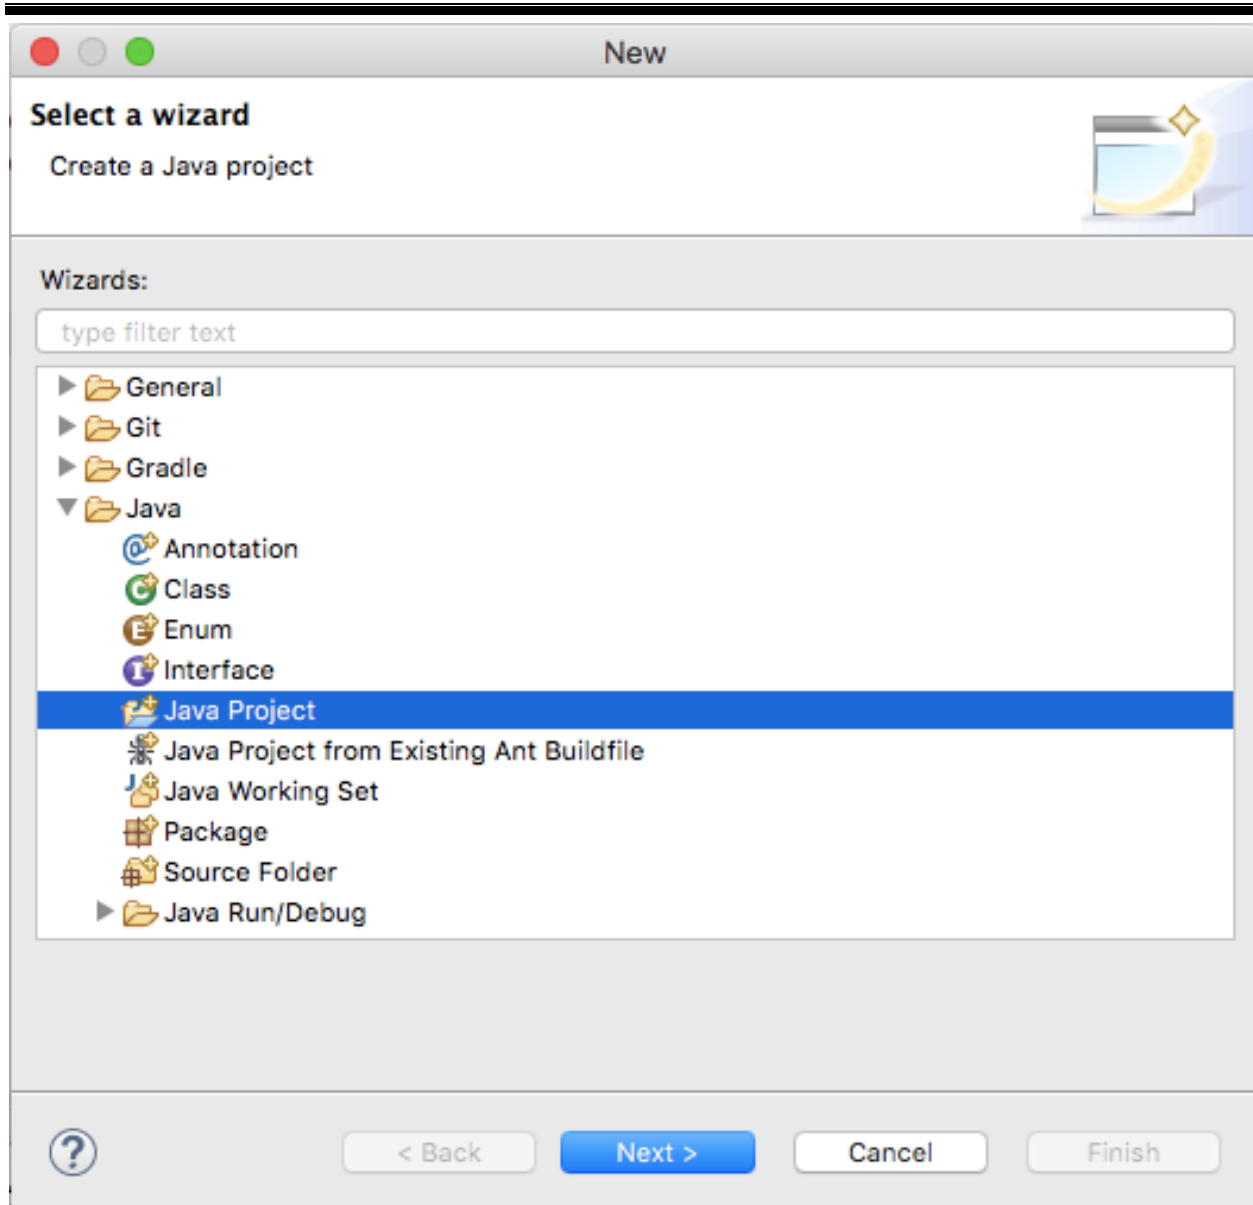 New
Select a wizard
Create a Java project
Wizards:
type filter text
General
Git
Gradle
Java
Annotation
Class
Enum
Interface
Java Project
Java Project from Existing Ant Buildfile
Java Working Set
Package
Source Folder
Java Run/Debug
? < Back Next > Cancel Finish